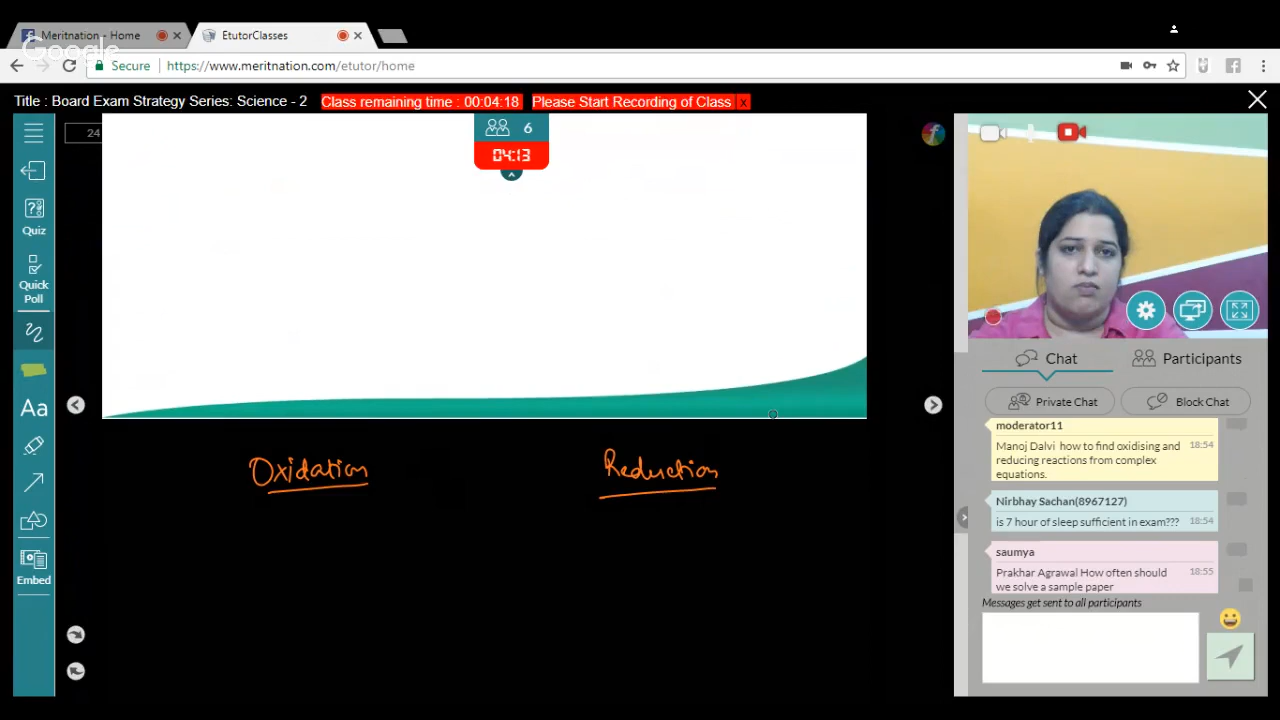 Meritnation - Home
EtutorClasses
Google
Secure
https://www.meritnation.com/etutor/home
Title : Board Exam Strategy Series: Science - 2
Class remaining time : 00:04:18
Please Start Recording of Class x
24
6
04:13
Quiz
Quick
Poll
Aa
Embed
Oxidation
Reduction
Chat
Participants
Private Chat
Block Chat
moderator11
Manoj Dalvi how to find oxidising and
18:54
reducing reactions from complex
equations.
Nirbhay Sachan(8967127)
is 7 hour of sleep sufficient in exam???
18:54
saumya
Prakhar Agrawal How often should
18:55
we solve a sample paper
Messages get sent to all participants